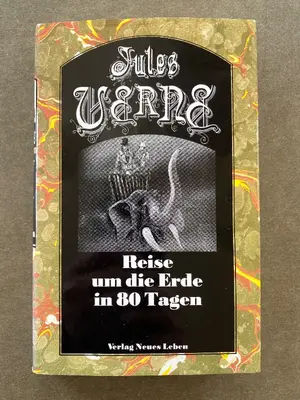 Jules
VERNE
Reise
um die Erde
in 80 Tagen
Verlag Neues Leben